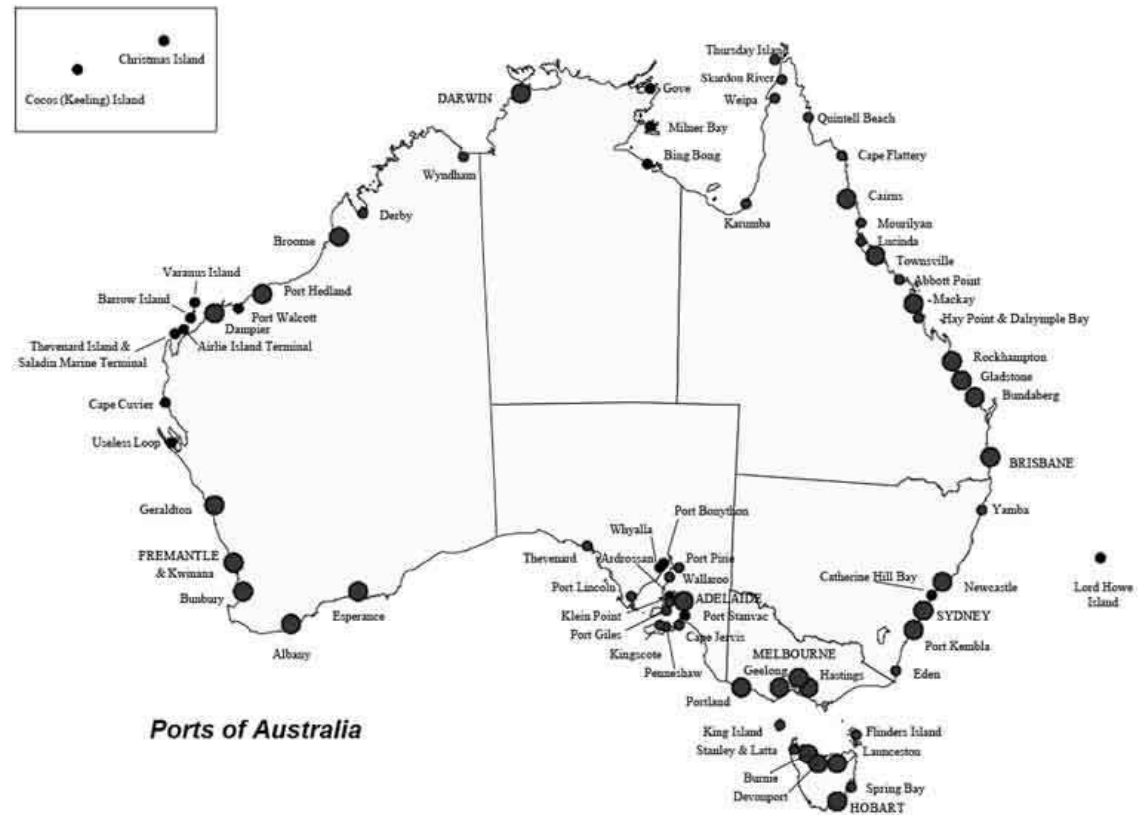 Christmas Island
Cocos (Keeling) Island
Thursday Island
Skardon River
Weipa
DARWIN
Gove
Milner Bay
Bing Bong
Quintell Beach
Cape Flattery
Wyndham
Karumba
Cairns
Derby
Mourilyan
Lucinda
Broome
Townsville
Varanus Island
Abbott Point
Barrow Island
Port Hedland
Mackay
Port Walcott
Hay Point & Dalrymple Bay
Dampier
Thevenard Island &
Saladin Marine Terminal
Airlie Island Terminal
Rockhampton
Gladstone
Bundaberg
Cape Cuvier
Useless Loop
BRISBANE
Geraldton
Port Bonython
Yamba
Whyalla
FREMANTLE
& Kwinana
Thevenard
Ardrossan
Port Pirie
Wallaroo
Catherine Hill Bay
Newcastle
Lord Howe
Island
Bunbury
Esperance
Port Lincoln
ADELAIDE
Klein Point
Port Stanvac
SYDNEY
Albany
Port Giles
Cape Jervis
Port Kembla
Kingscote
MELBOURNE
Penneshaw
Geelong
Hastings
Eden
Portland
Ports of Australia
King Island
Flinders Island
Stanley & Latta
Launceston
Burnie
Devonport
Spring Bay
HOBART